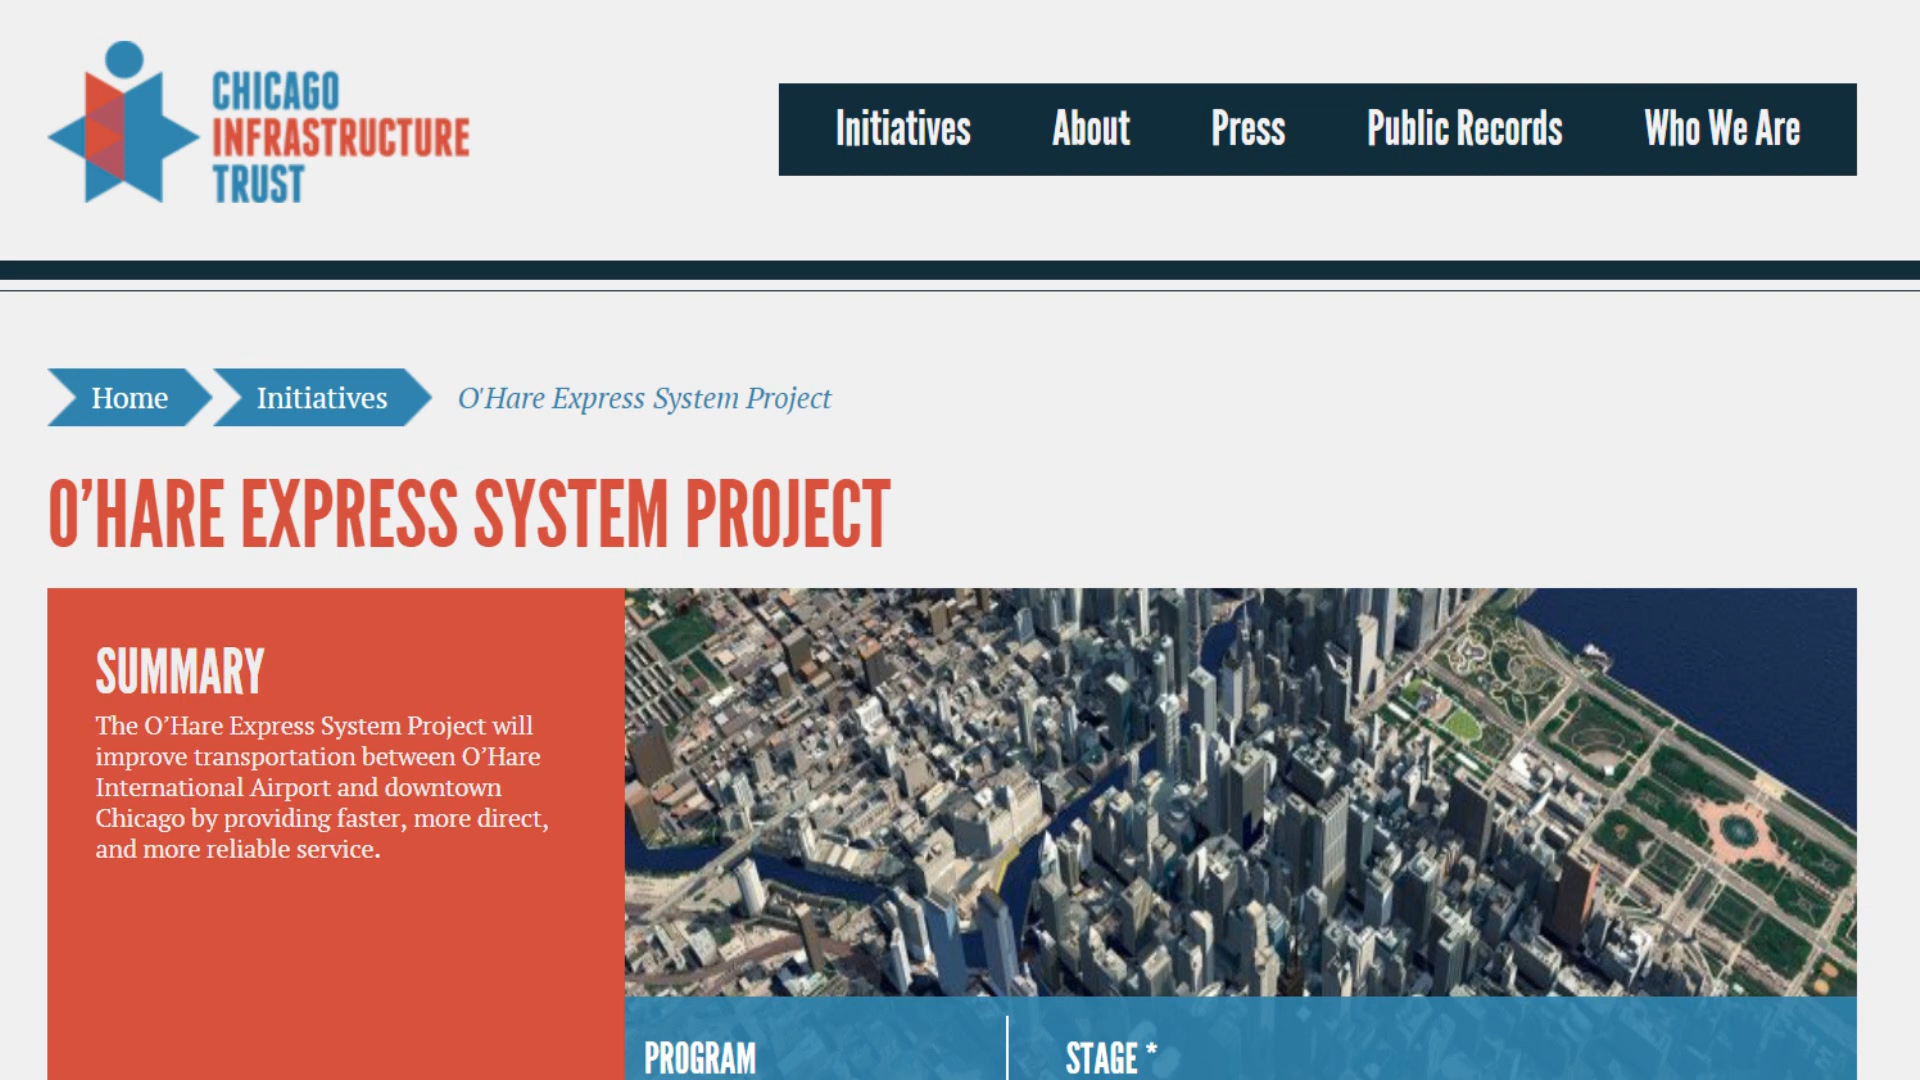 CHICAGO
INFRASTRUCTURE
TRUST
Initiatives About Press Public Records Who We Are
Home Initiatives O'Hare Express System Project
O’HARE EXPRESS SYSTEM PROJECT
SUMMARY
The O’Hare Express System Project will
improve transportation between O’Hare
International Airport and downtown
Chicago by providing faster, more direct,
and more reliable service.
PROGRAM
STAGE *